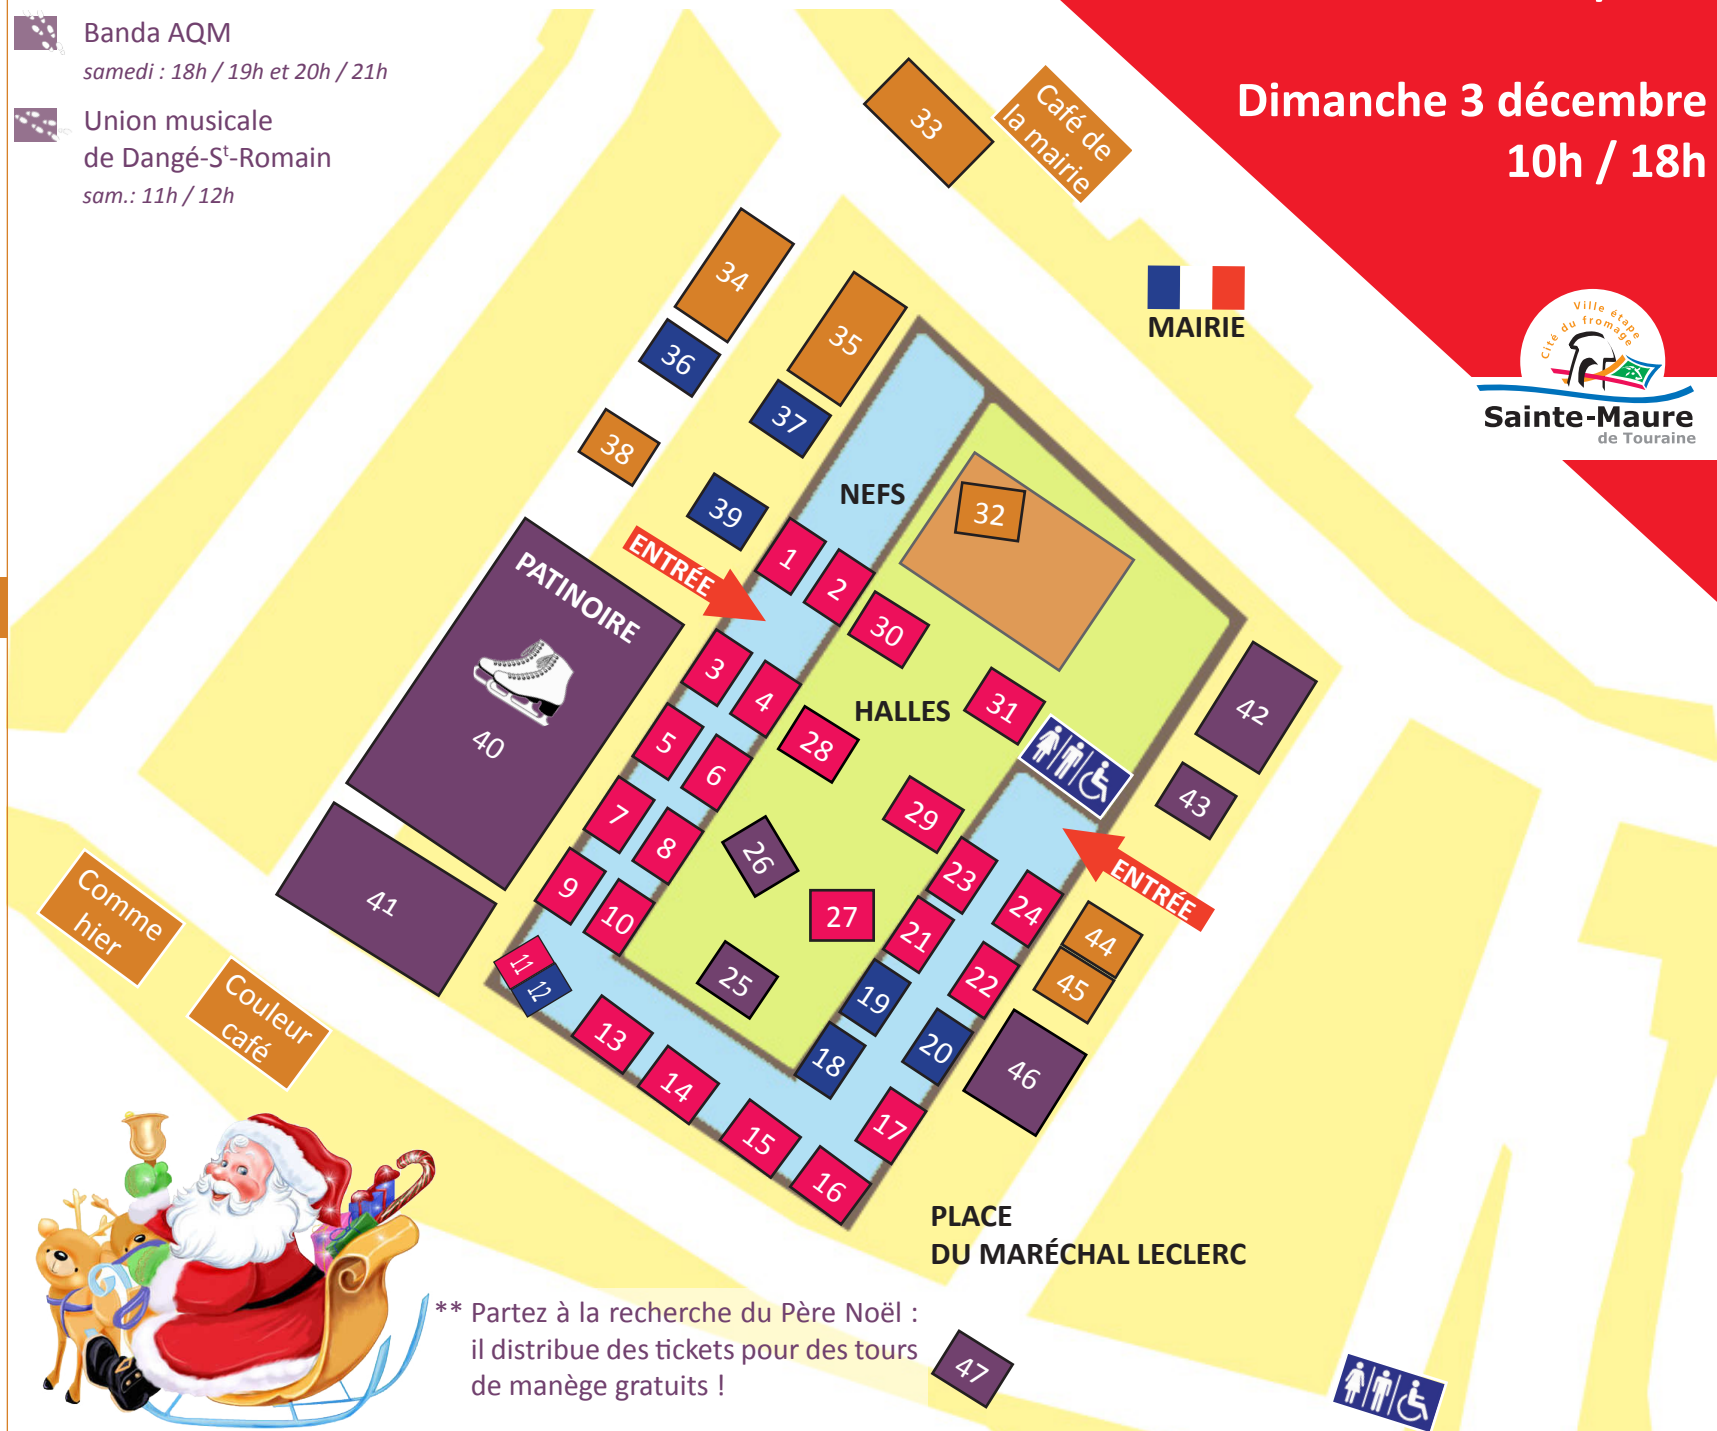 Banda AQM
samedi : 18h / 19h et 20h / 21h
Union musicale
de Dangé-St-Romain
sam.: 11h / 12h
Dimanche 3 décembre
10h / 18h
Ville étape
Cité du fromage
Sainte-Maure
de Touraine
33
Café de
la mairie
MAIRIE
34
35
36
37
38
39
NEFS
32
ENTRÉE
1
2
30
PATINOIRE
40
3
4
HALLES
31
42
5
6
28
43
7
8
29
26
23
ENTRÉE
9
10
27
24
21
44
41
Comme
hier
11
12
25
22
45
19
Couleur
café
13
18
20
46
14
15
17
16
PLACE
DU MARÉCHAL LECLERC
** Partez à la recherche du Père Noël :
il distribue des tickets pour des tours
de manège gratuits !
47